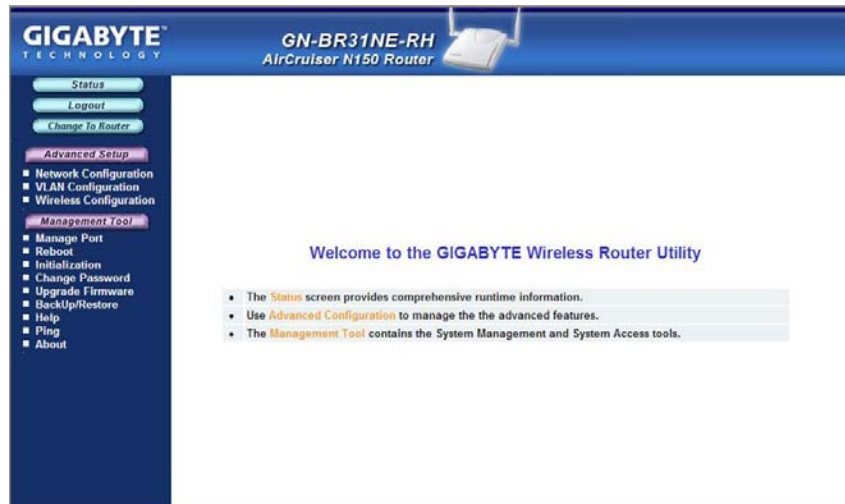 GIGABYTE™
TECHNOLOGY
GN-BR31NE-RH
AirCruiser N150 Router
Status
Logout
Change To Router
Advanced Setup
Network Configuration
VLAN Configuration
Wireless Configuration
Management Tool
Manage Port
Reboot
Initialization
Change Password
Upgrade Firmware
BackUp/Restore
Help
Ping
About
Welcome to the GIGABYTE Wireless Router Utility
• The Status screen provides comprehensive runtime information.
• Use Advanced Configuration to manage the the advanced features.
• The Management Tool contains the System Management and System Access tools.